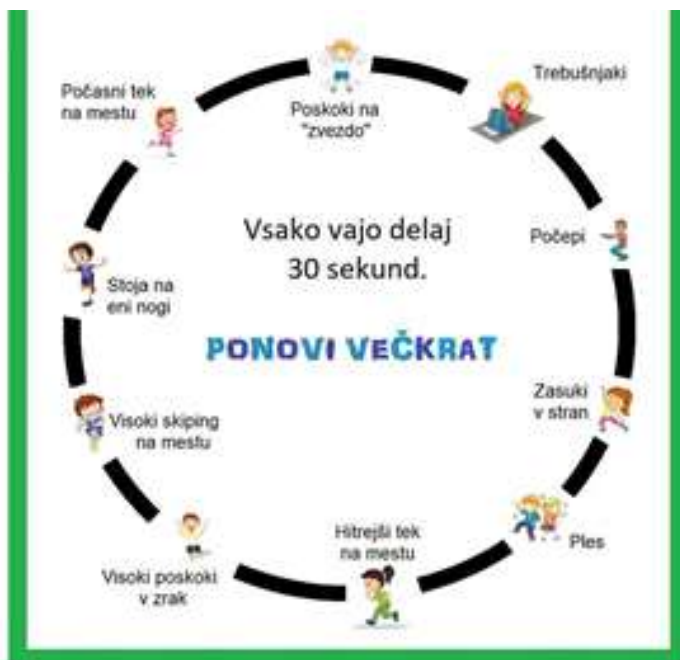 Poskoki na
"zvezdo"
Trebušnjaki
Počepi
Zasuki
v stran
Ples
Hitrejši tek
na mestu
Visoki poskoki
v zrak
Visoki skiping
na mestu
Stoja na
eni nogi
Počasni tek
na mestu
Vsako vajo delaj
30 sekund.
PONOVI VEČKRAT